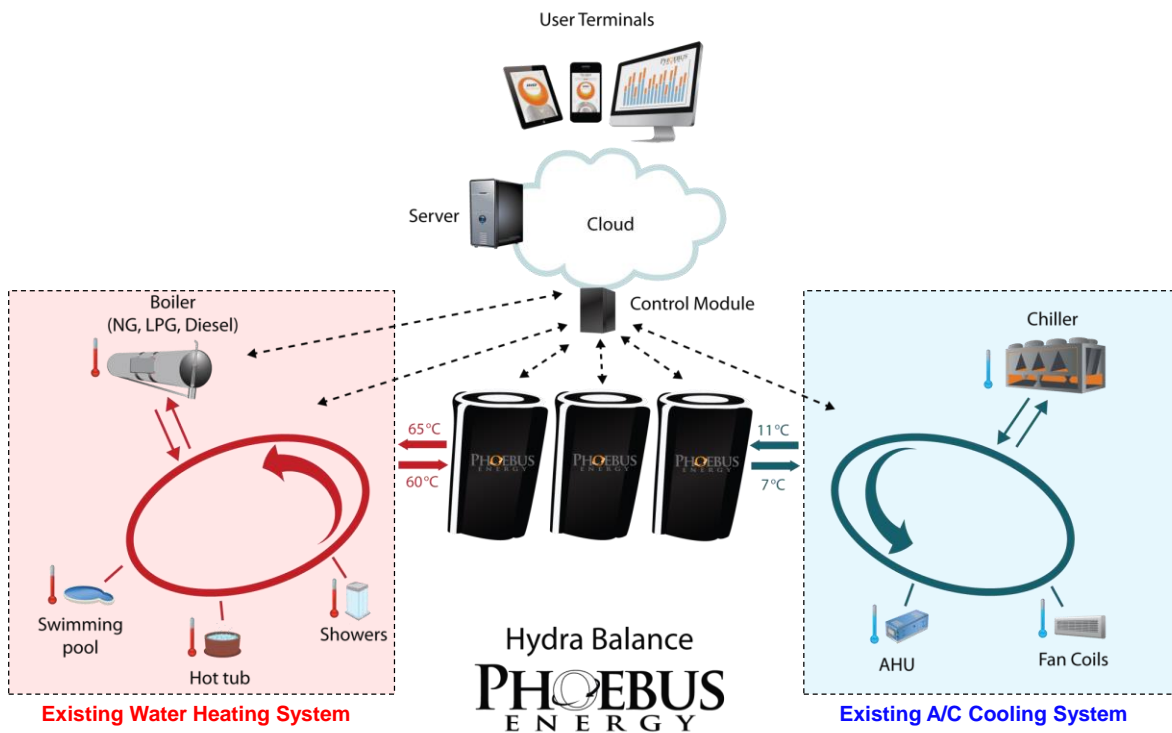 User Terminals
PHOEBUS
Server
Cloud
Control Module
Boiler
(NG, LPG, Diesel)
Chiller
65°C
60°C
11°C
7°C
PHOEBUS
ENERGY
PHOEBUS
ENERGY
PHOEBUS
ENERGY
Swimming
pool
Hot tub
Showers
AHU
Fan Coils
Hydra Balance
PHOEBUS
ENERGY
Existing Water Heating System
Existing A/C Cooling System